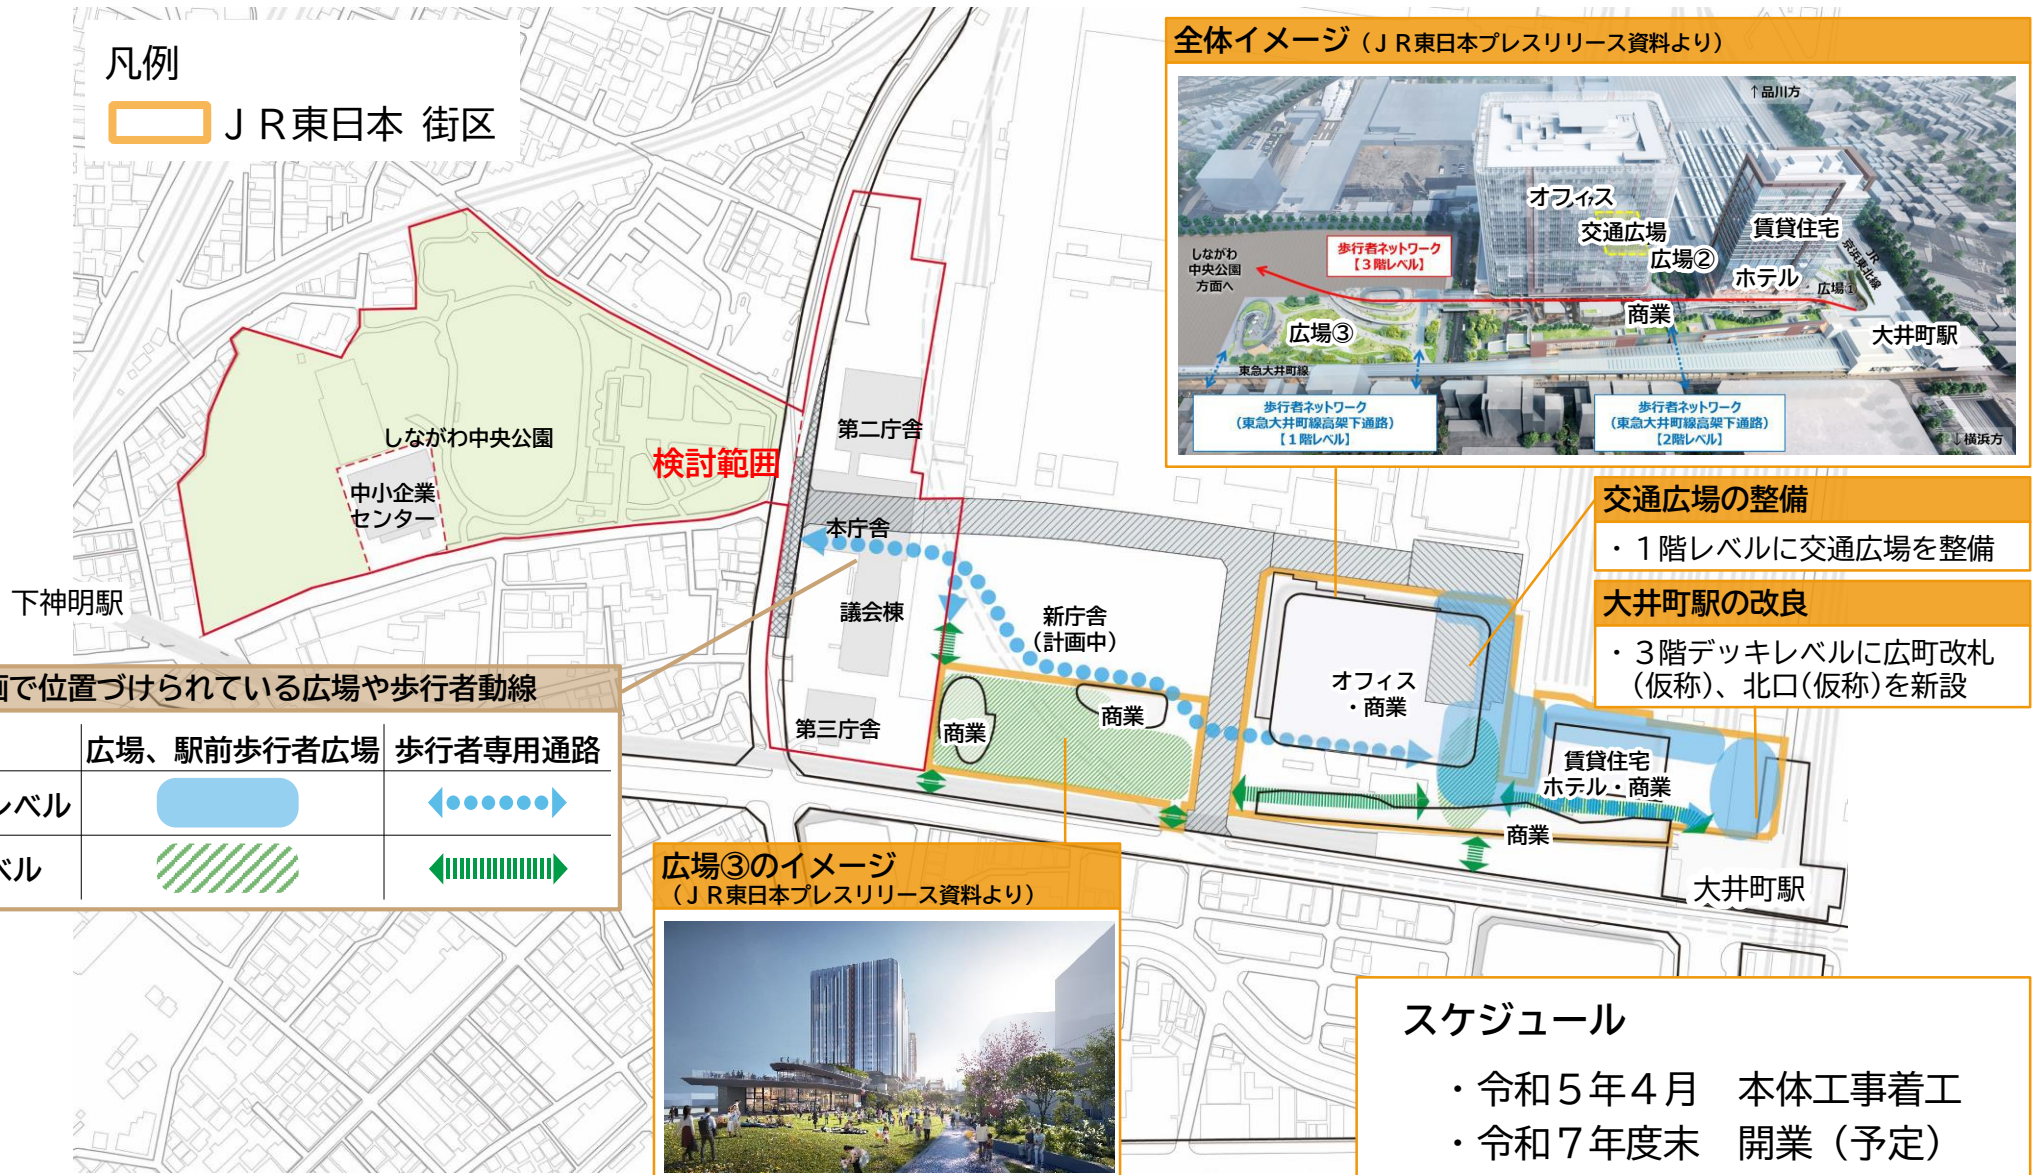 凡例
ＪＲ東日本 街区
全体イメージ（ＪＲ東日本プレスリリース資料より）
↑品川方
オフィス
交通広場
広場②
賃貸住宅
ホテル
広場①
JR
京浜東北線
しながわ
中央公園
方面へ
歩行者ネットワーク
【３階レベル】
商業
広場③
大井町駅
東急大井町線
歩行者ネットワーク
（東急大井町線高架下通路）
【１階レベル】
歩行者ネットワーク
（東急大井町線高架下通路）
【2階レベル】
↓横浜方
しながわ中央公園
中小企業
センター
検討範囲
第二庁舎
本庁舎
議会棟
第三庁舎
新庁舎
（計画中）
商業
商業
オフィス
・商業
賃貸住宅
ホテル・商業
商業
下神明駅
大井町駅
交通広場の整備
・１階レベルに交通広場を整備
大井町駅の改良
・３階デッキレベルに広町改札
(仮称)、北口(仮称)を新設
画で位置づけられている広場や歩行者動線
広場、駅前歩行者広場 歩行者専用通路
レベル
ベル
広場③のイメージ
（ＪＲ東日本プレスリリース資料より）
スケジュール
・令和５年４月　本体工事着工
・令和７年度末　開業（予定）